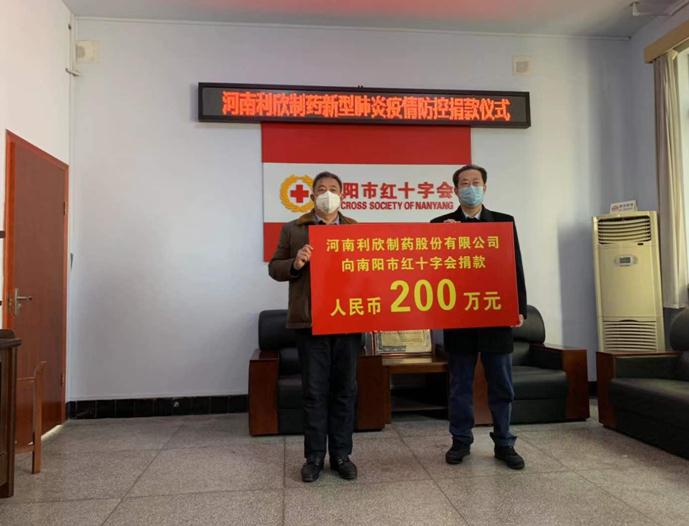 河南利欣制药新型肺炎疫情防控捐款仪式
阳市红十字会
CROSS SOCIETY OF NANYANG
河南利欣制药股份有限公司
向南阳市红十字会捐款
人民币 200 万元